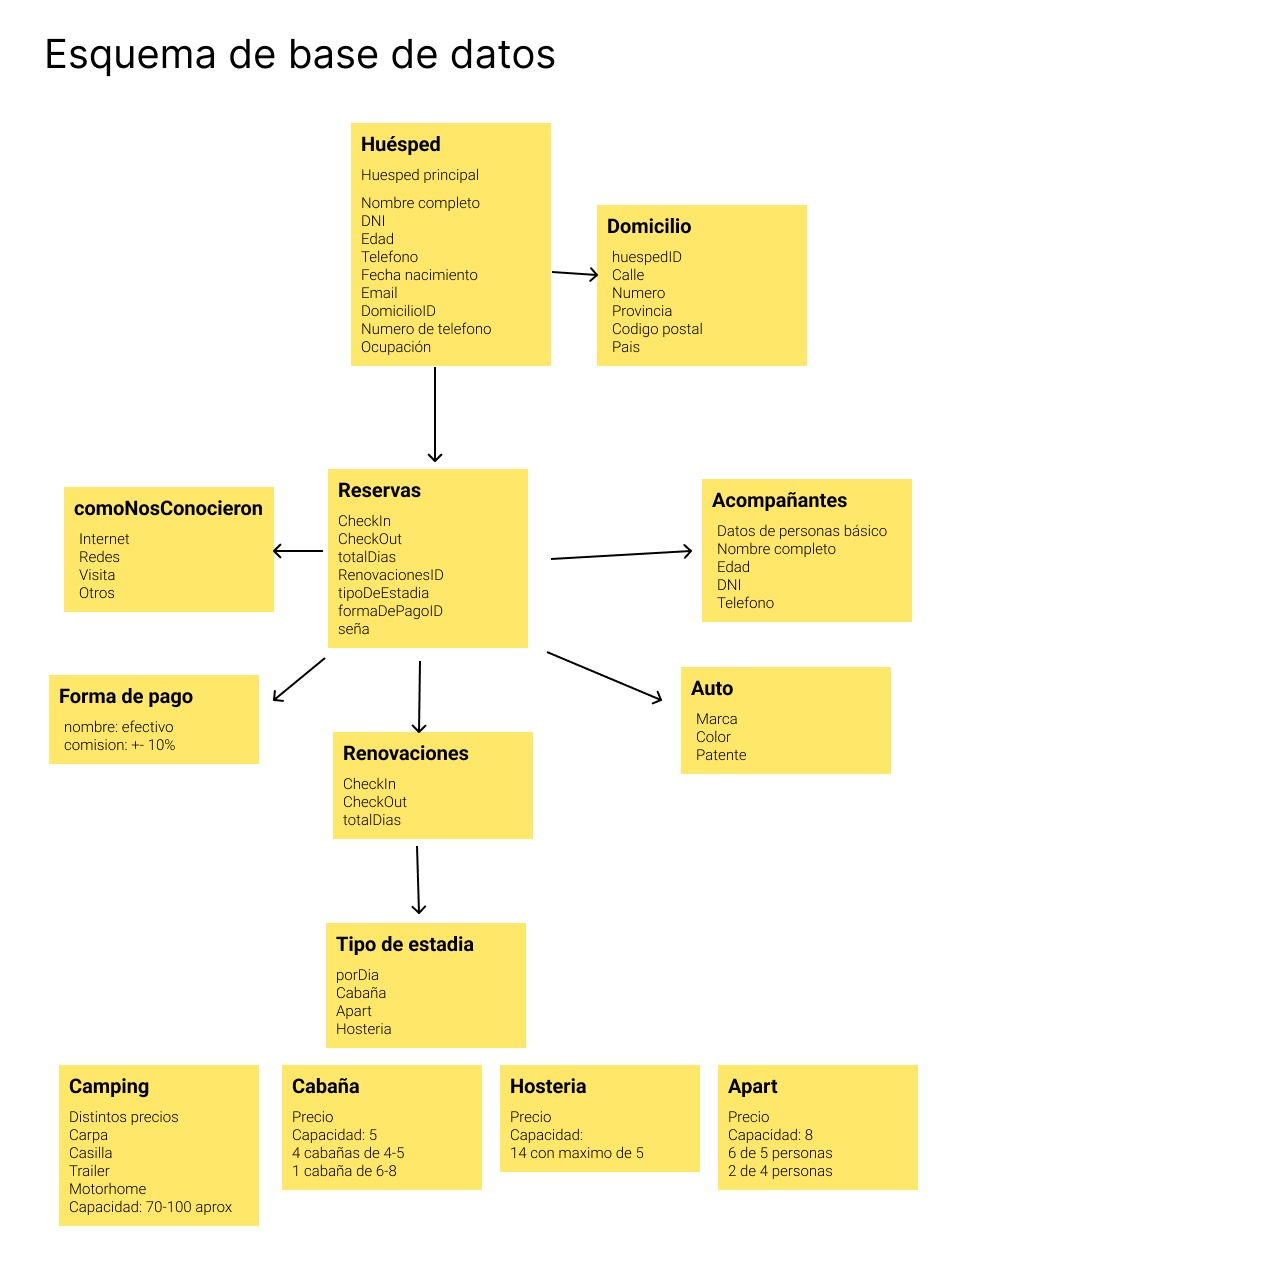 Esquema de base de datos
Huésped
Huesped principal
Nombre completo
DNI
Edad
Telefono
Fecha nacimiento
Email
DomicilioID
Numero de telefono
Ocupación
Domicilio
huespedID
Calle
Numero
Provincia
Codigo postal
Pais
comoNosConocieron
Internet
Redes
Visita
Otros
Reservas
CheckIn
CheckOut
totalDias
RenovacionesID
tipoDeEstadia
formaDePagoID
seña
Acompañantes
Datos de personas básico
Nombre completo
Edad
DNI
Telefono
Forma de pago
nombre: efectivo
comision: +- 10%
Renovaciones
CheckIn
CheckOut
totalDias
Auto
Marca
Color
Patente
Tipo de estadia
porDia
Cabaña
Apart
Hosteria
Camping
Distintos precios
Carpa
Casilla
Trailer
Motorhome
Capacidad: 70-100 aprox
Cabaña
Precio
Capacidad: 5
4 cabañas de 4-5
1 cabaña de 6-8
Hosteria
Precio
Capacidad:
14 con maximo de 5
Apart
Precio
Capacidad: 8
6 de 5 personas
2 de 4 personas